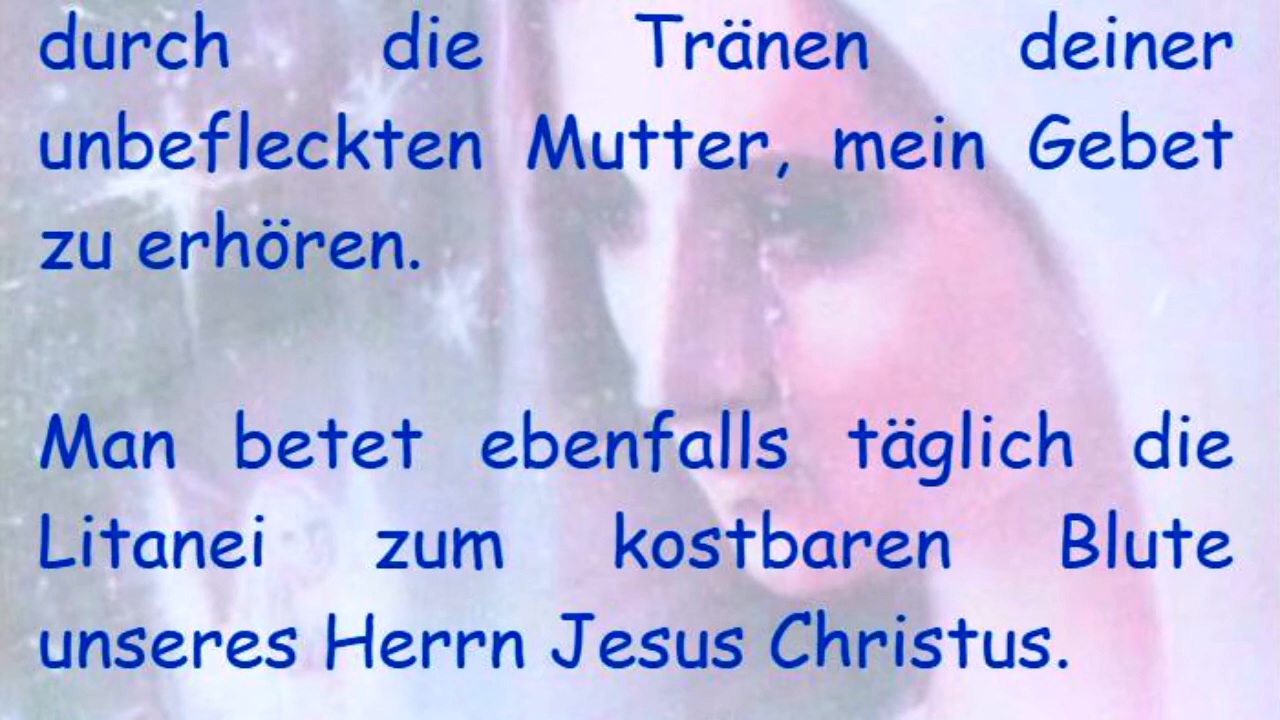 durch die Tränen deiner
unbefleckten Mutter, mein Gebet
zu erhören.
Man betet ebenfalls täglich die
Litanei zum kostbaren Blute
unseres Herrn Jesus Christus.